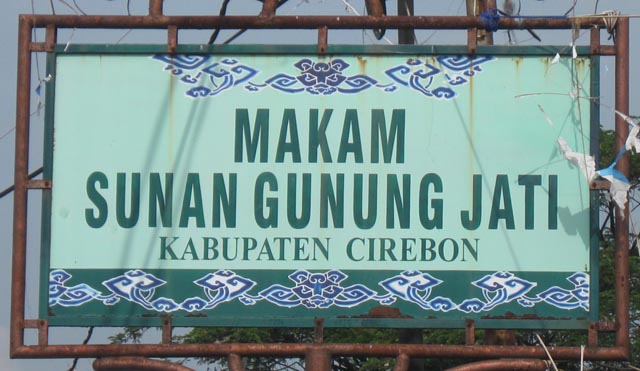 MAKAM
SUNAN GUNUNG JATI
KABUPATEN CIREBON